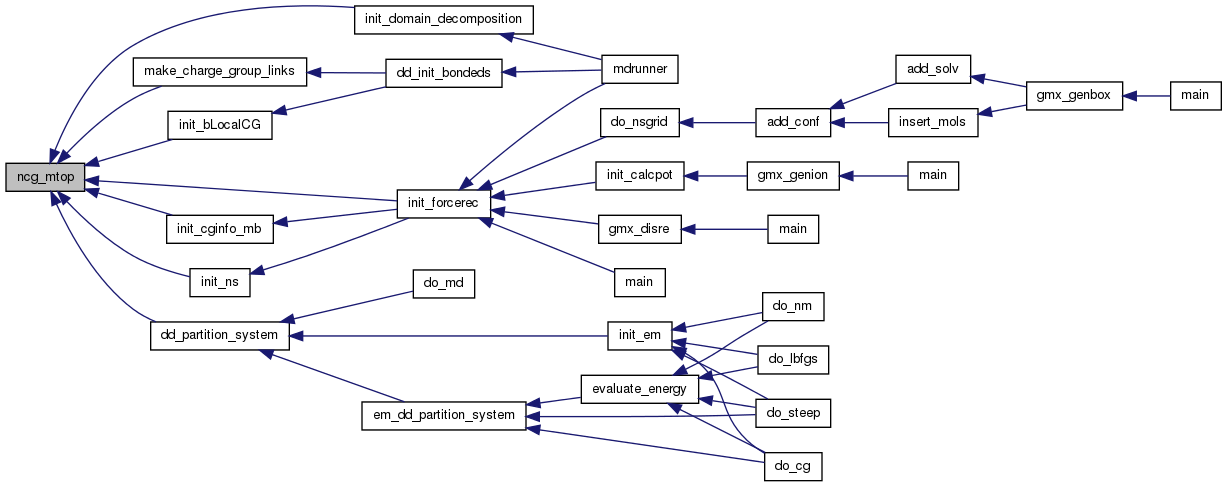 init_domain_decomposition
make_charge_group_links
dd_init_bondeds
mdrunner
add_solv
gmx_genbox
main
init_bLocalCG
do_nsgrid
add_conf
insert_mols
ncg_mtop
init_calcpot
gmx_genion
main
init_forcerec
init_cginfo_mb
gmx_disre
main
init_ns
do_md
main
dd_partition_system
init_em
do_nm
do_lbfgs
evaluate_energy
em_dd_partition_system
do_steep
do_cg